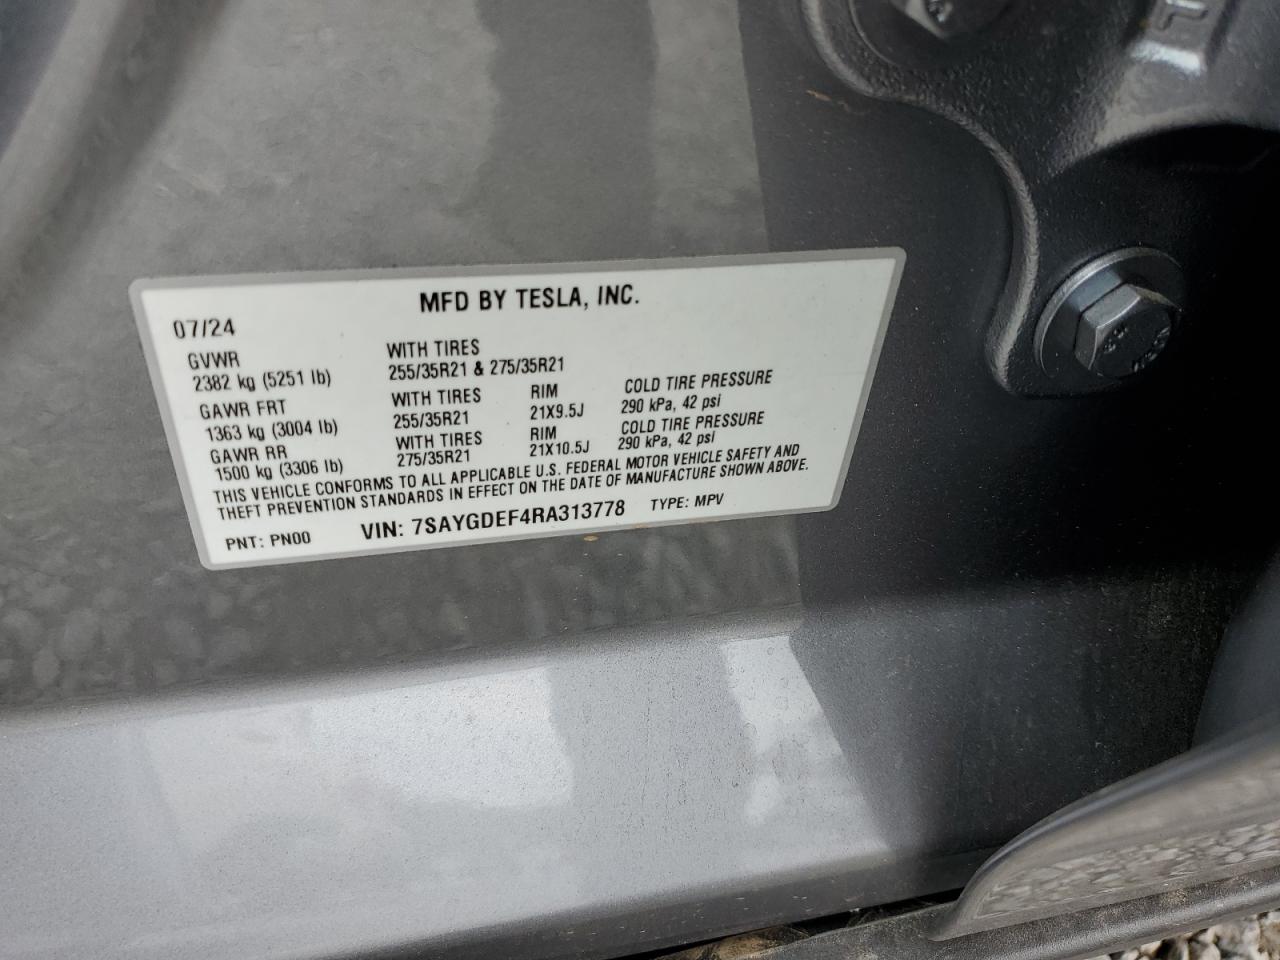 MFD BY TESLA, INC.
07/24
GVWR
2382 kg (5251 lb)
WITH TIRES
255/35R21 & 275/35R21
GAWR FRT
1363 kg (3004 lb)
WITH TIRES
255/35R21
RIM
21X9.5J
COLD TIRE PRESSURE
290 kPa, 42 psi
GAWR RR
1500 kg (3306 lb)
WITH TIRES
275/35R21
RIM
21X10.5J
COLD TIRE PRESSURE
290 kPa, 42 psi
THIS VEHICLE CONFORMS TO ALL APPLICABLE U.S. FEDERAL MOTOR VEHICLE SAFETY AND
THEFT PREVENTION STANDARDS IN EFFECT ON THE DATE OF MANUFACTURE SHOWN ABOVE.
PNT: PN00 VIN: 7SAYGDEF4RA313778 TYPE: MPV